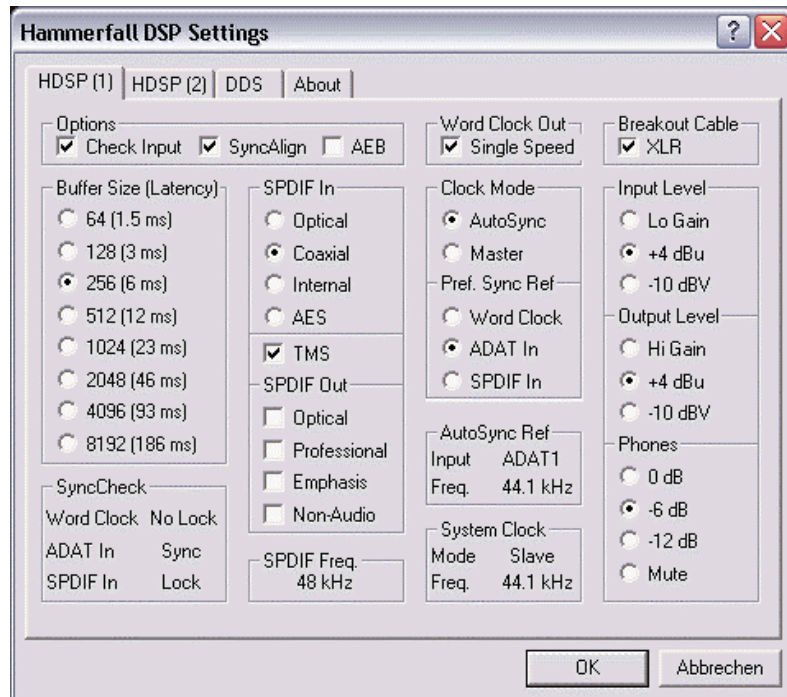 Hammerfall DSP Settings
HDSP (1) HDSP (2) DDS About
Options
Check Input SyncAlign AEB
Buffer Size (Latency)
64 (1.5 ms)
128 (3 ms)
256 (6 ms)
512 (12 ms)
1024 (23 ms)
2048 (46 ms)
4096 (93 ms)
8192 (186 ms)
SyncCheck
Word Clock No Lock
ADAT In Sync
SPDIF In Lock
SPDIF In
Optical
Coaxial
Internal
AES
TMS
SPDIF Out
Optical
Professional
Emphasis
Non-Audio
SPDIF Freq.
48 kHz
Word Clock Out
Single Speed
Clock Mode
AutoSync
Master
Pref. Sync Ref
Word Clock
ADAT In
SPDIF In
AutoSync Ref
Input ADAT1
Freq. 44.1 kHz
System Clock
Mode Slave
Freq. 44.1 kHz
Breakout Cable
XLR
Input Level
Lo Gain
+4 dBu
-10 dBV
Output Level
Hi Gain
+4 dBu
-10 dBV
Phones
0 dB
-6 dB
-12 dB
Mute
OK Abbrechen